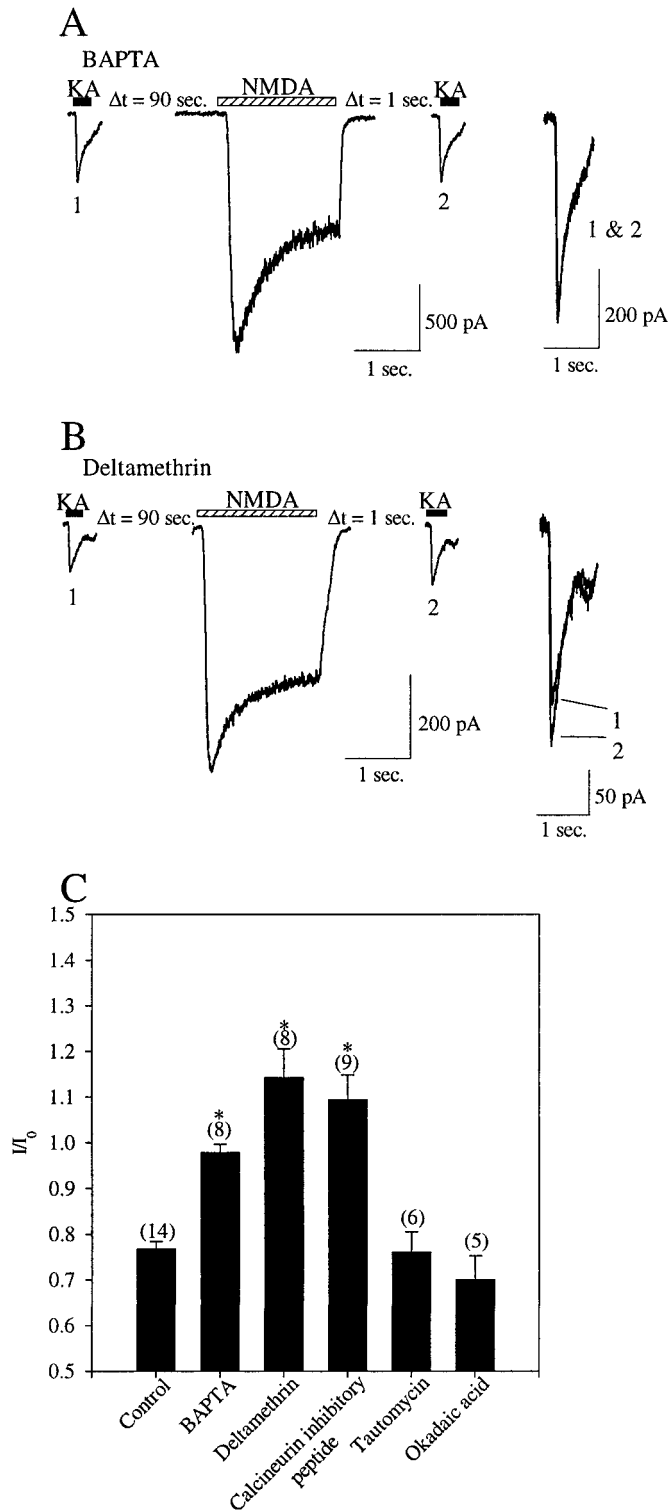 A
BAPTA
KA Δt = 90 sec. NMDA Δt = 1 sec. KA
1
2
1 & 2
500 pA
1 sec.
200 pA
1 sec.
B
Deltamethrin
KA Δt = 90 sec. NMDA Δt = 1 sec. KA
1
2
200 pA
1 sec.
1
2
50 pA
1 sec.
C
1.5
1.4
1.3
1.2
1.1
1.0
0.9
0.8
0.7
0.6
0.5
I/I₀
(14)
*
(8)
*
(8)
*
(9)
(6)
(5)
Control
BAPTA
Deltamethrin
Calcineurin inhibitory
peptide
Tautomycin
Okadaic acid